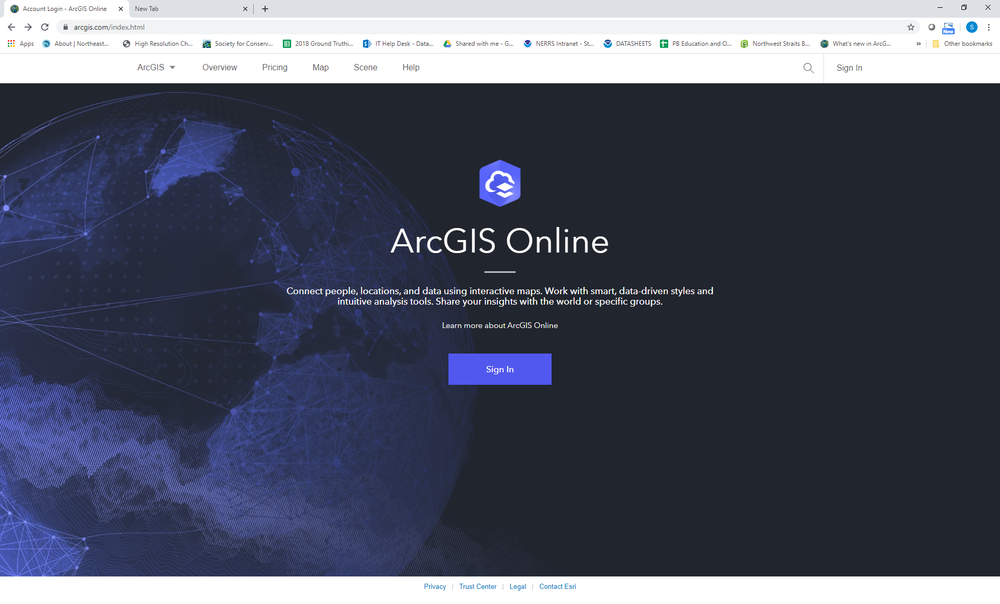 Account Login - ArcGIS Online
New Tab
arcgis.com/index.html
S
New
Apps
About | Northeast...
High Resolution Ch...
Society for Conserv...
2018 Ground Truthi...
IT Help Desk - Data...
Shared with me - G...
NERRS Intranet - St...
DATASHEETS
PB Education and O...
Northwest Straits B...
What's new in ArcG...
»
Other bookmarks
ArcGIS
Overview
Pricing
Map
Scene
Help
Sign In
ArcGIS Online
Connect people, locations, and data using interactive maps. Work with smart, data-driven styles and
intuitive analysis tools. Share your insights with the world or specific groups.
Learn more about ArcGIS Online
Sign In
Privacy | Trust Center | Legal | Contact Esri